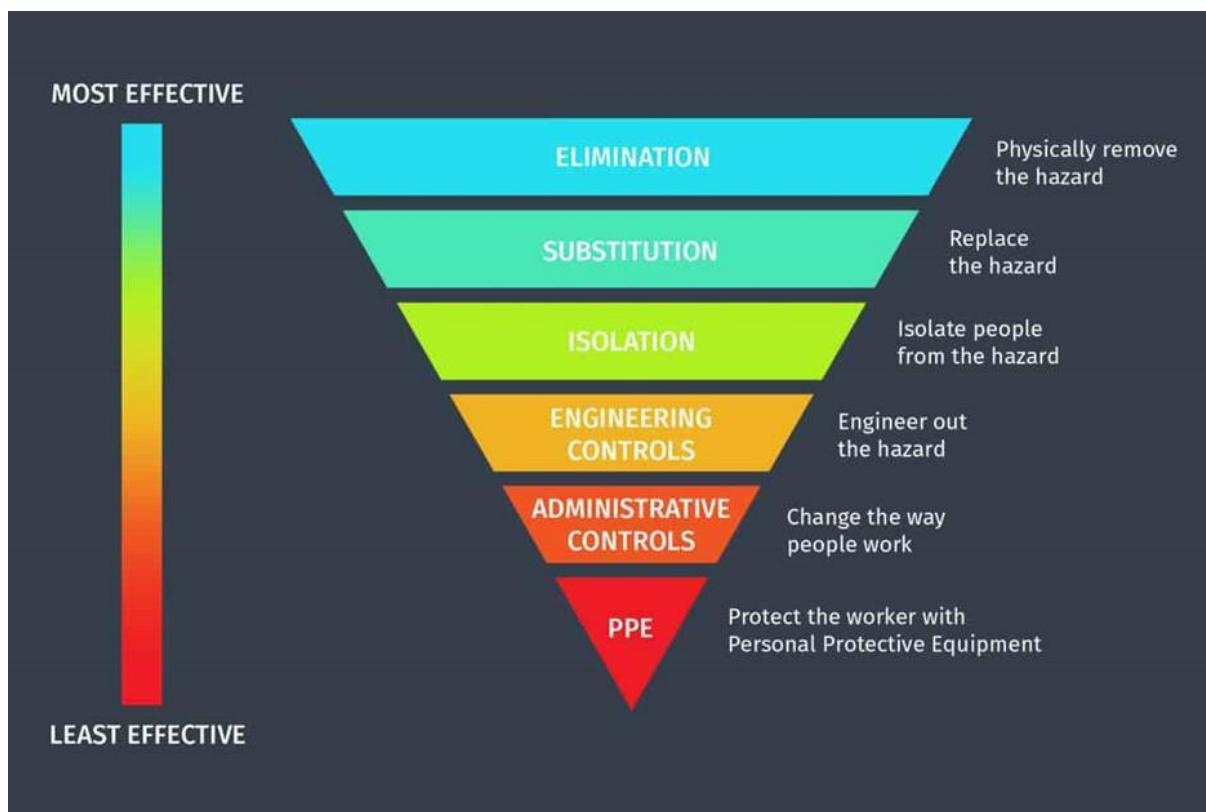 MOST EFFECTIVE
ELIMINATION
Physically remove
the hazard
SUBSTITUTION
Replace
the hazard
ISOLATION
Isolate people
from the hazard
ENGINEERING
CONTROLS
Engineer out
the hazard
ADMINISTRATIVE
CONTROLS
Change the way
people work
PPE
Protect the worker with
Personal Protective Equipment
LEAST EFFECTIVE